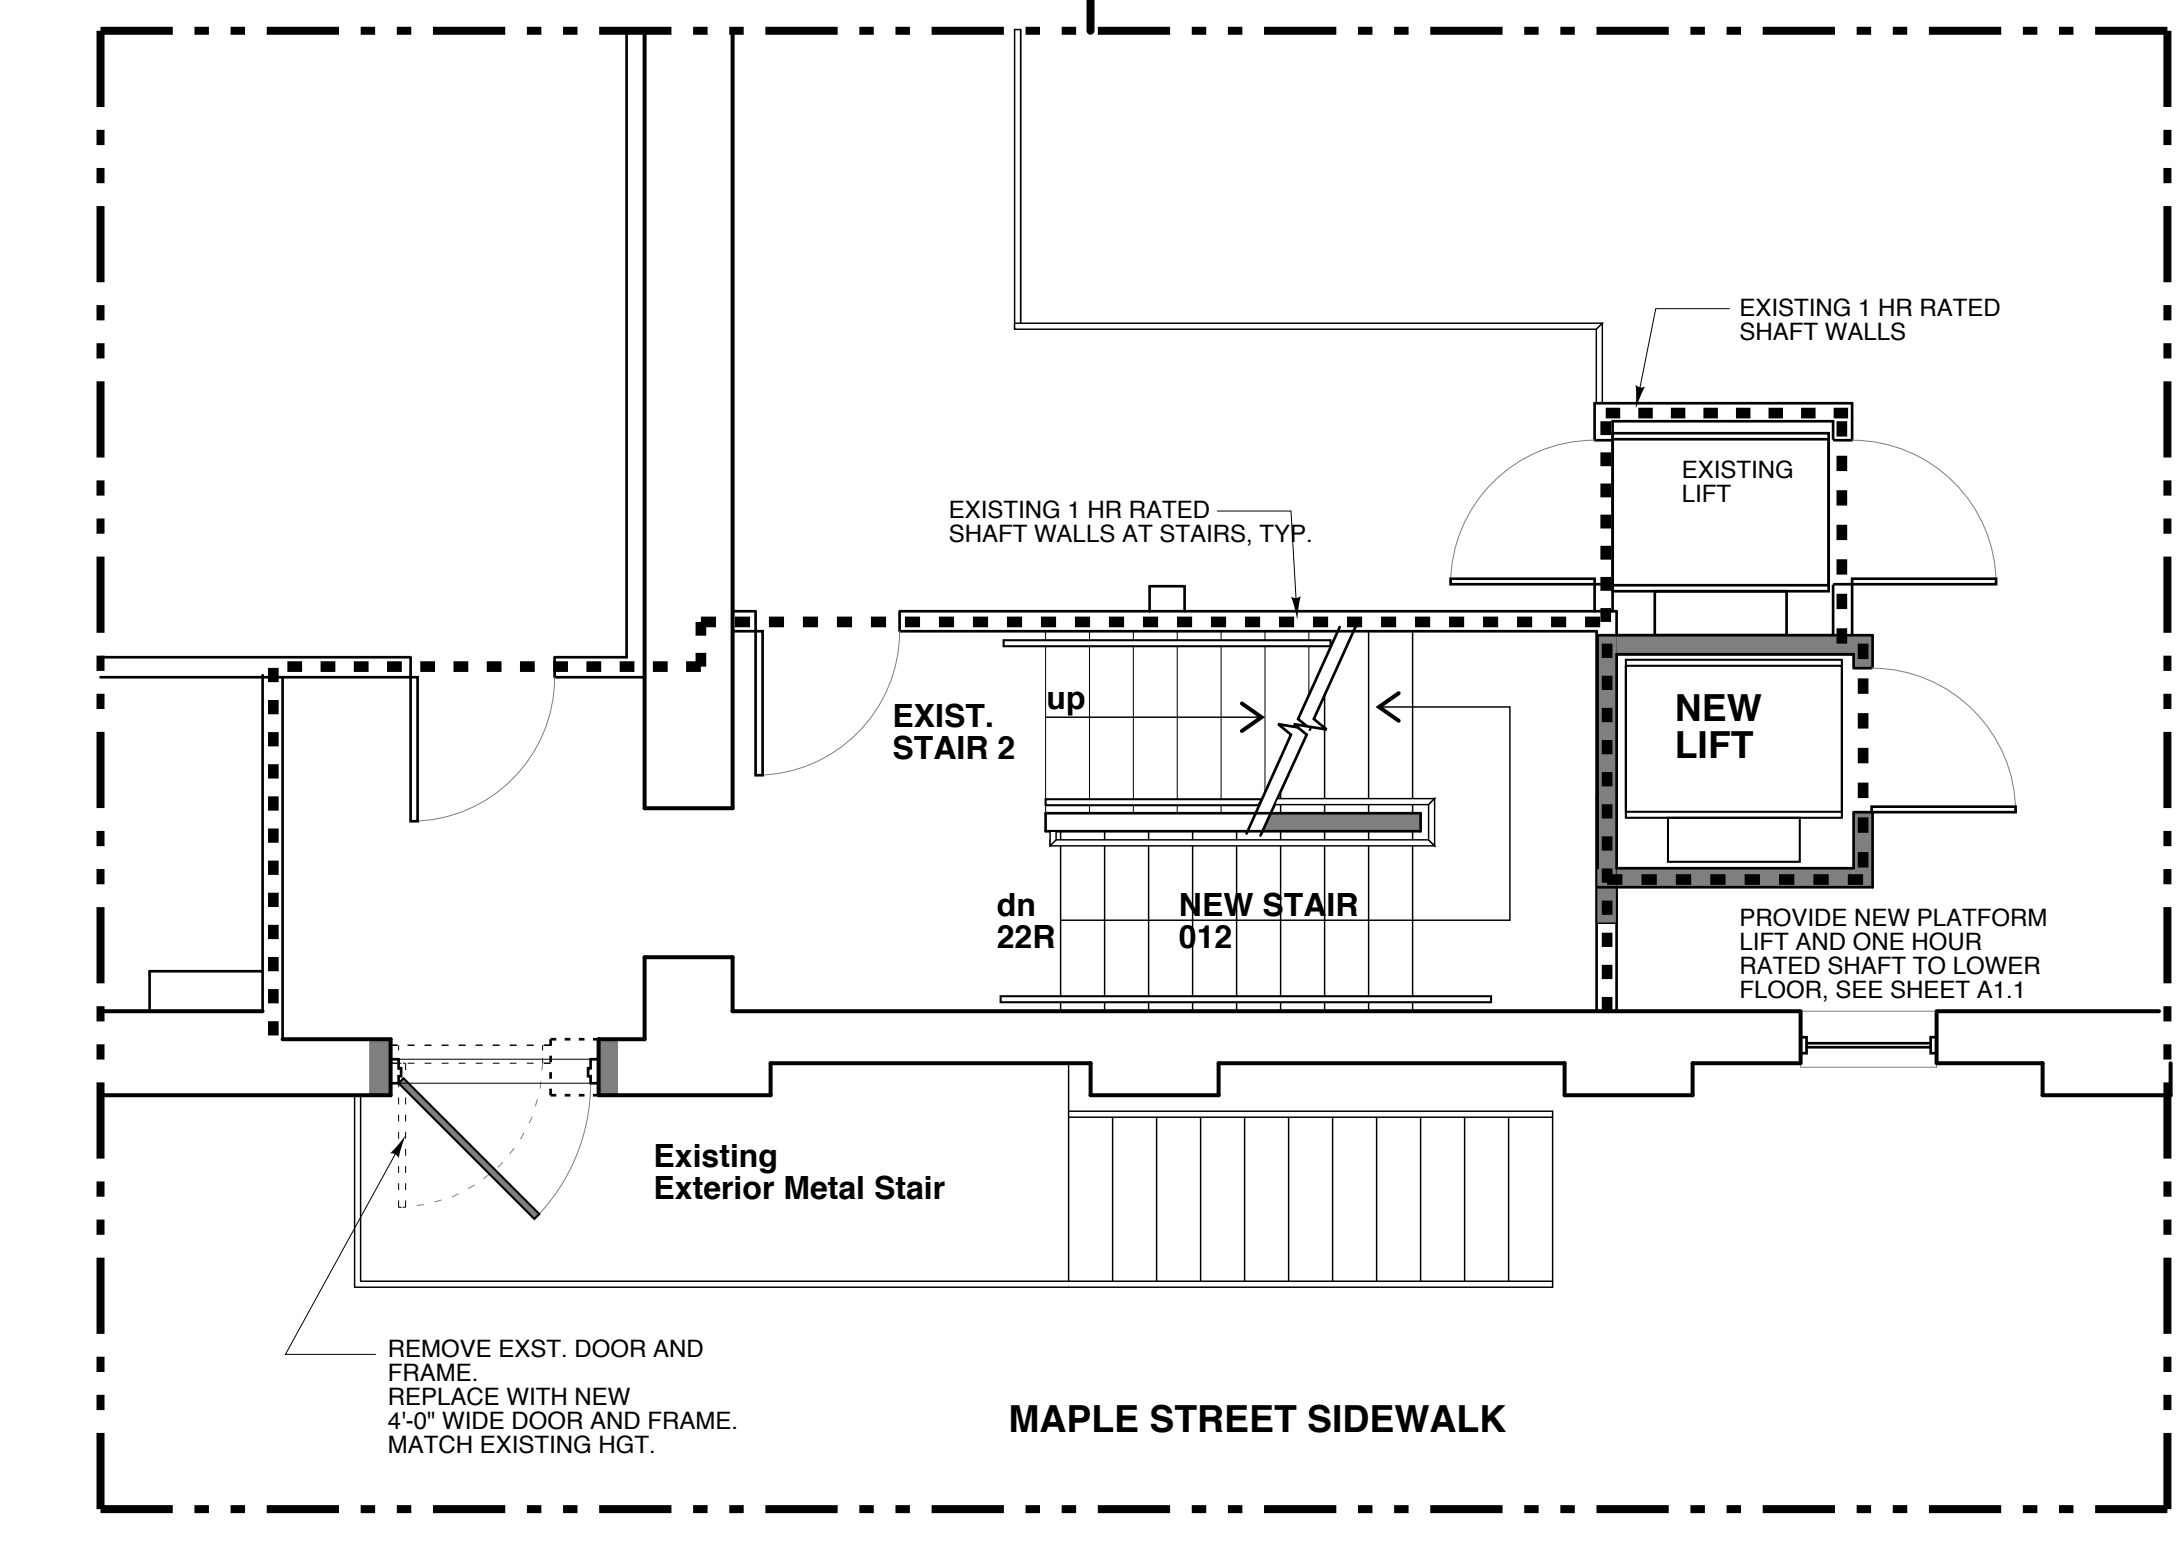 EXISTING 1 HR RATED
SHAFT WALLS
EXISTING
LIFT
EXISTING 1 HR RATED
SHAFT WALLS AT STAIRS, TYP.
up
EXIST.
STAIR 2
NEW
LIFT
dn
22R
NEW STAIR
012
PROVIDE NEW PLATFORM
LIFT AND ONE HOUR
RATED SHAFT TO LOWER
FLOOR, SEE SHEET A1.1
Existing
Exterior Metal Stair
REMOVE EXST. DOOR AND
FRAME.
REPLACE WITH NEW
4'-0" WIDE DOOR AND FRAME.
MATCH EXISTING HGT.
MAPLE STREET SIDEWALK